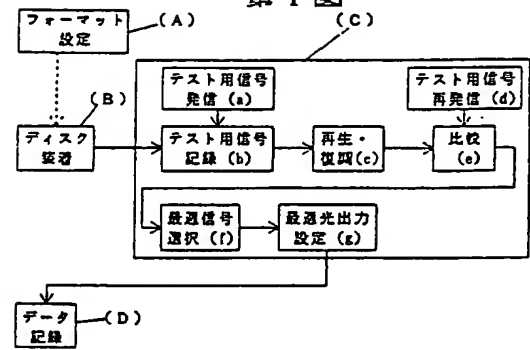 第1図
フォーマット
設定
(A)
(C)
(B)
テスト用信号
発信(a)
テスト用信号
再発信(d)
ディスク
装着
テスト用信号
記録(b)
再生・
復調(c)
比較
(e)
最適信号
選択(f)
最適光出力
設定(g)
データ
記録
(D)